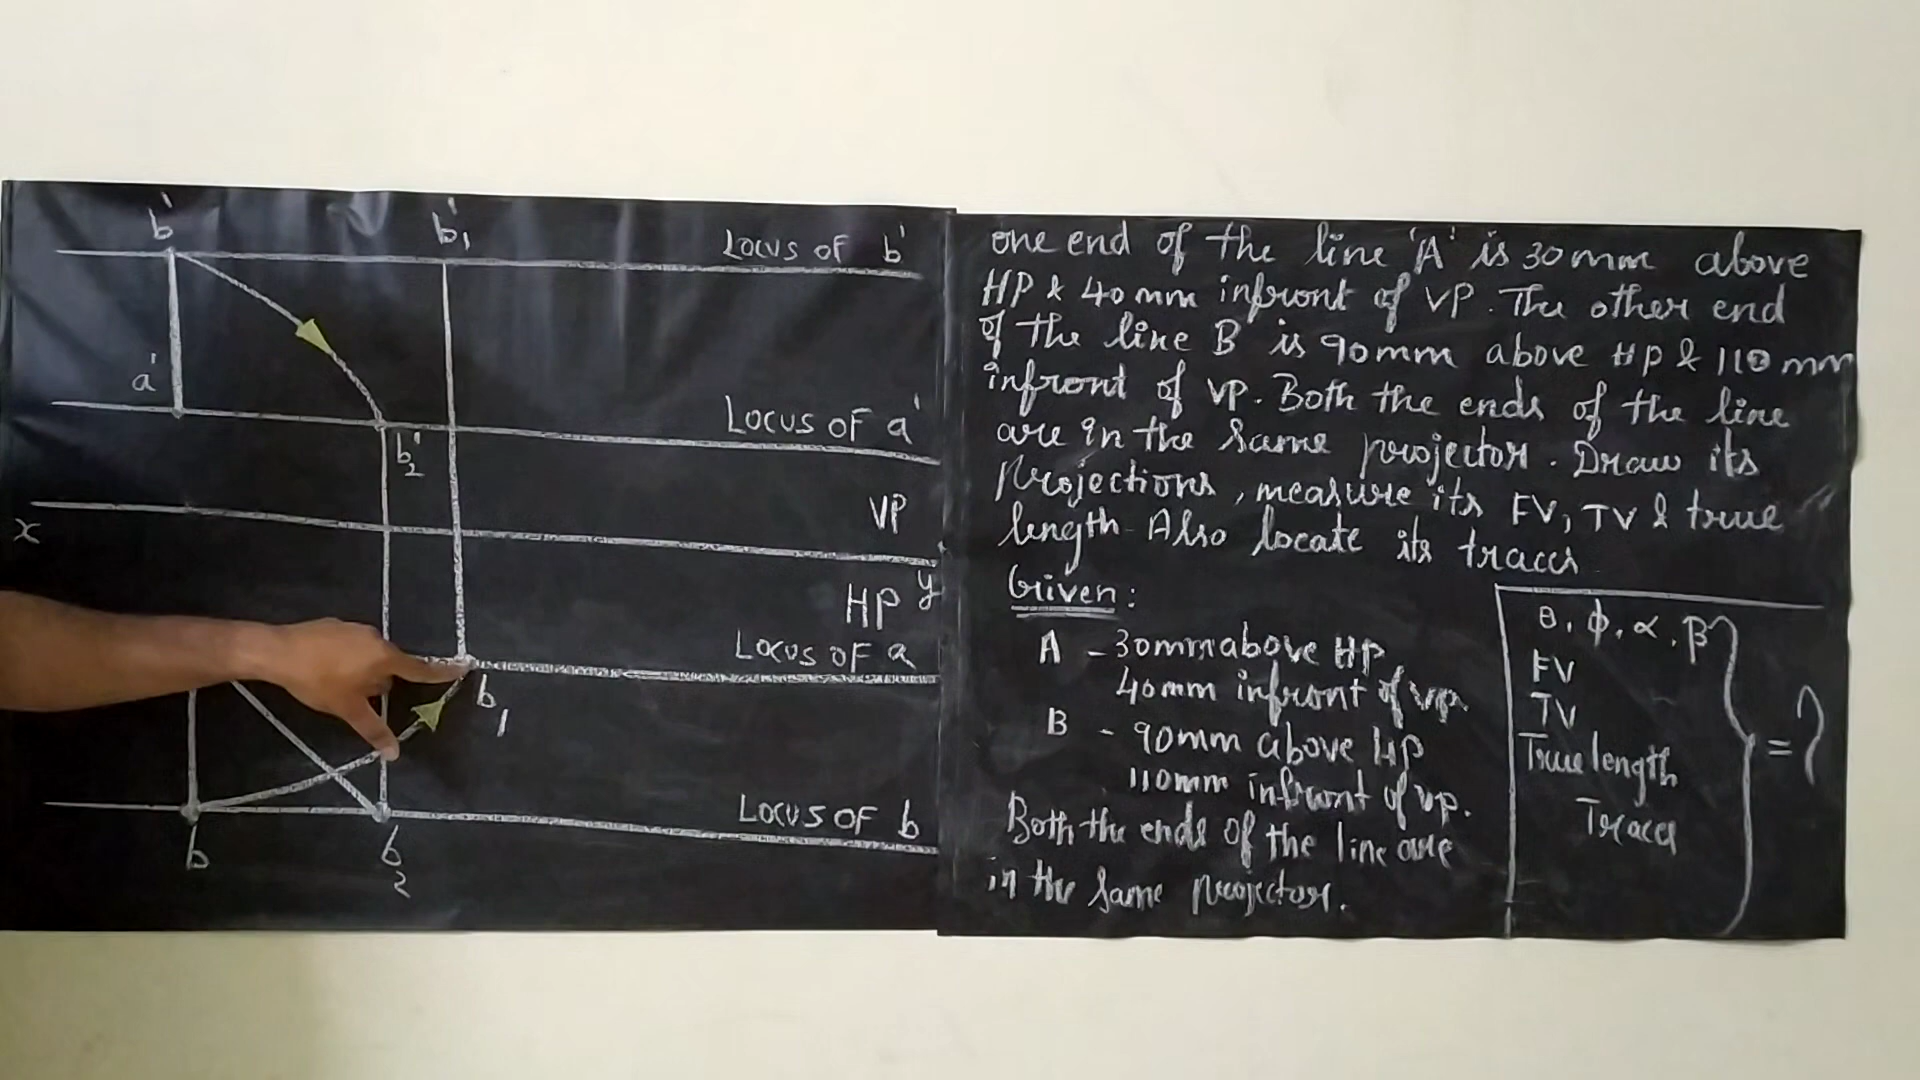 b'
b'1
Locus of b'
a'
Locus of a'
b'2
VP
x
y
HP
Locus of a
b1
Locus of b
b
b2
one end of the line 'A' is 30mm above
HP & 40mm infront of VP. The other end
of the line B is 90mm above HP & 110mm
infront of VP. Both the ends of the line
are in the same projector. Draw its
projections, measure its FV, TV & true
length. Also locate its traces
Given:
A - 30mm above HP
40mm infront of VP
B - 90mm above HP
110mm infront of VP.
Both the ends of the line are
in the same projector.
θ, ϕ, α, β
FV
TV
True length
Traces
= ?